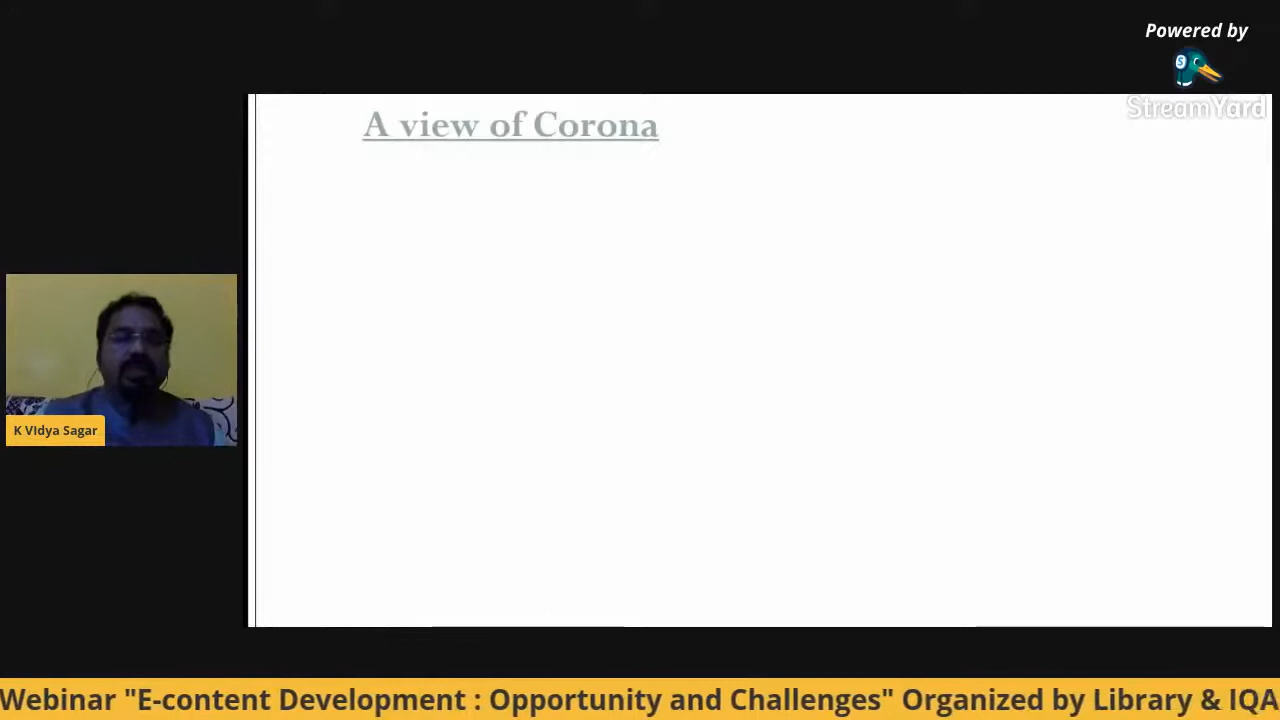 Powered by
StreamYard
A view of Corona
K VIdya Sagar
Webinar "E-content Development : Opportunity and Challenges" Organized by Library & IQA